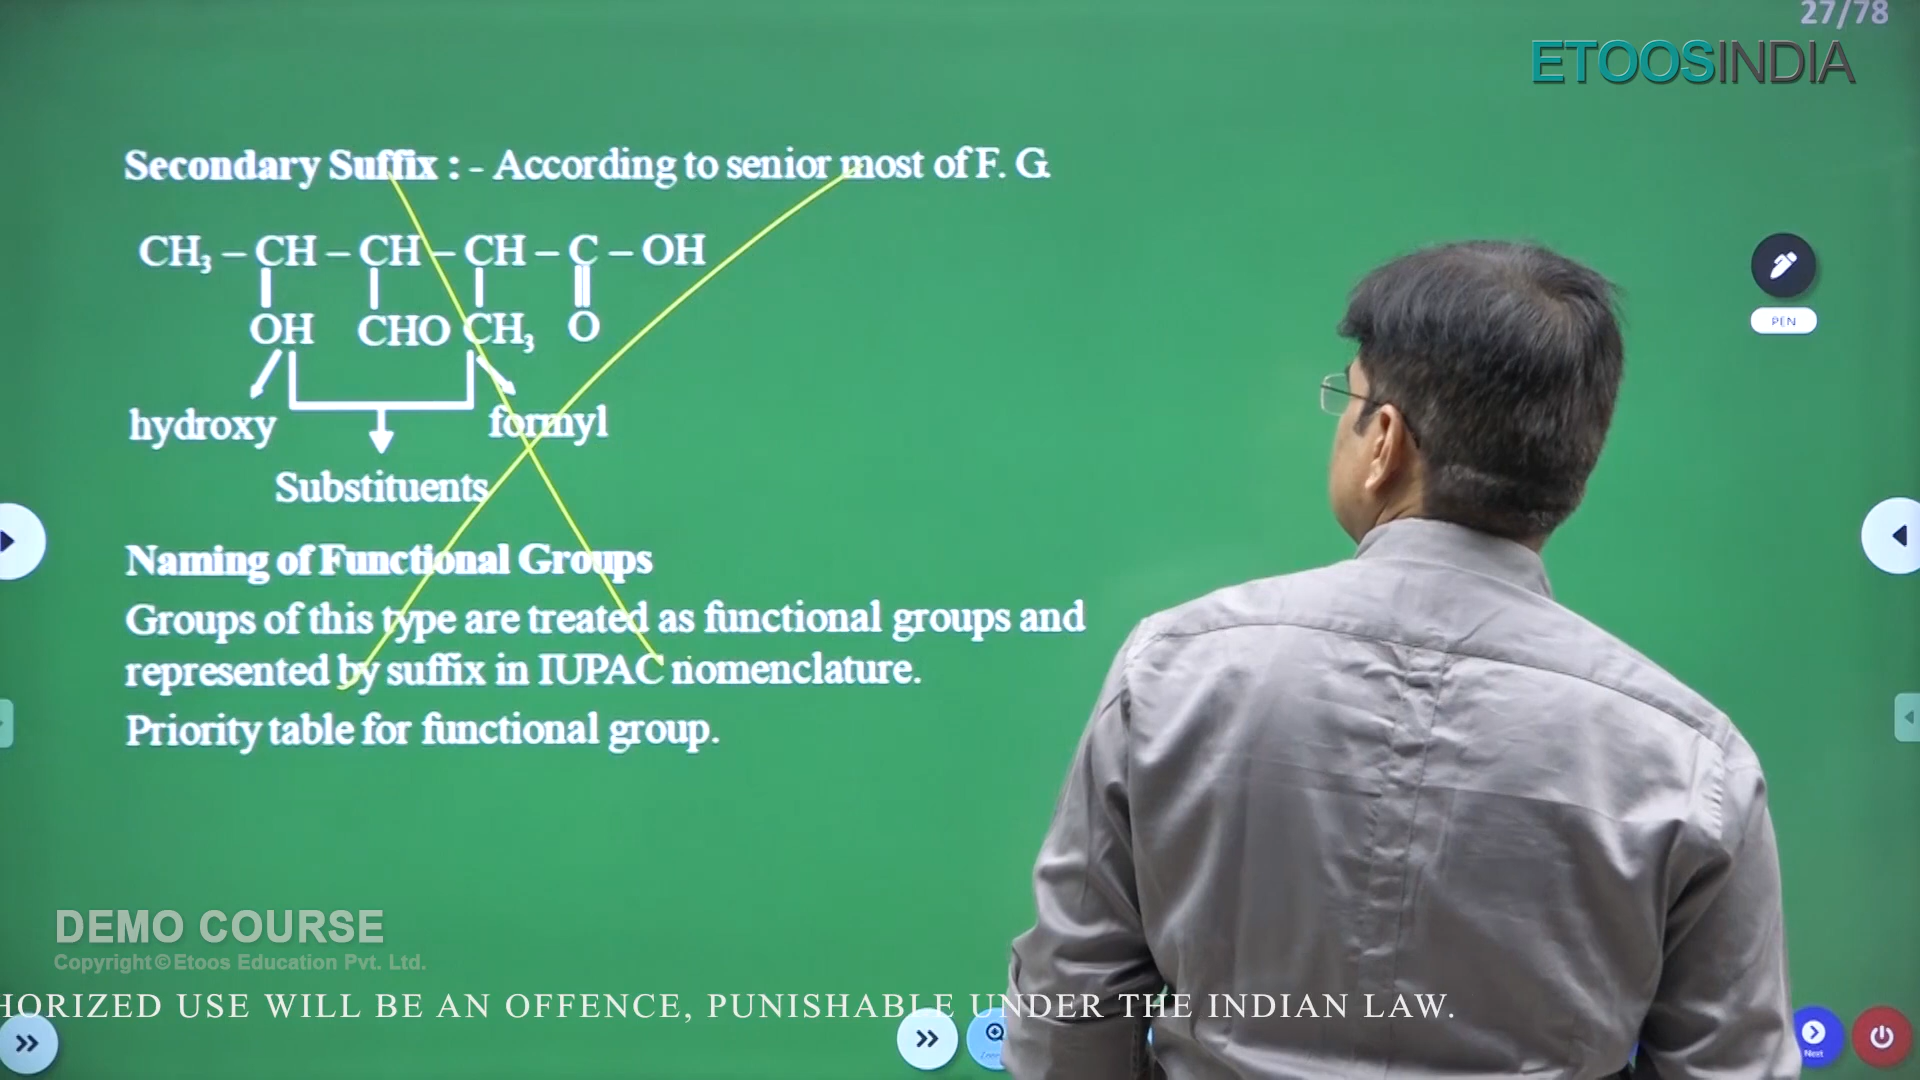 27/78
ETOOSINDIA
Secondary Suffix : - According to senior most of F. G.
CH₃ – CH – CH – CH – C – OH
OH CHO CH₃ O
PEN
hydroxy formyl
Substituents
Naming of Functional Groups
Groups of this type are treated as functional groups and
represented by suffix in IUPAC nomenclature.
Priority table for functional group.
DEMO COURSE
Copyright © Etoos Education Pvt. Ltd.
HORIZED USE WILL BE AN OFFENCE, PUNISHABLE UNDER THE INDIAN LAW.
Next